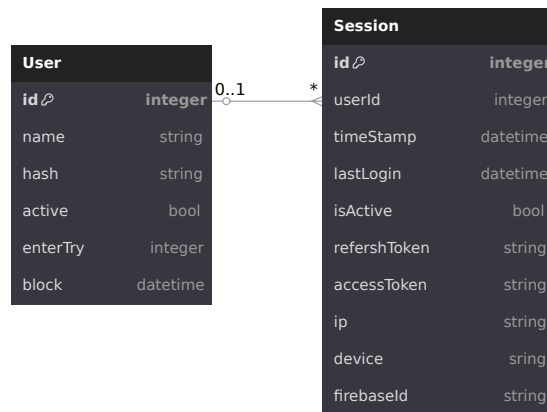 User
id integer
name string
hash string
active bool
enterTry integer
block datetime
0..1 *
Session
id integer
userId integer
timeStamp datetime
lastLogin datetime
isActive bool
refershToken string
accessToken string
ip string
device sring
firebaseId string